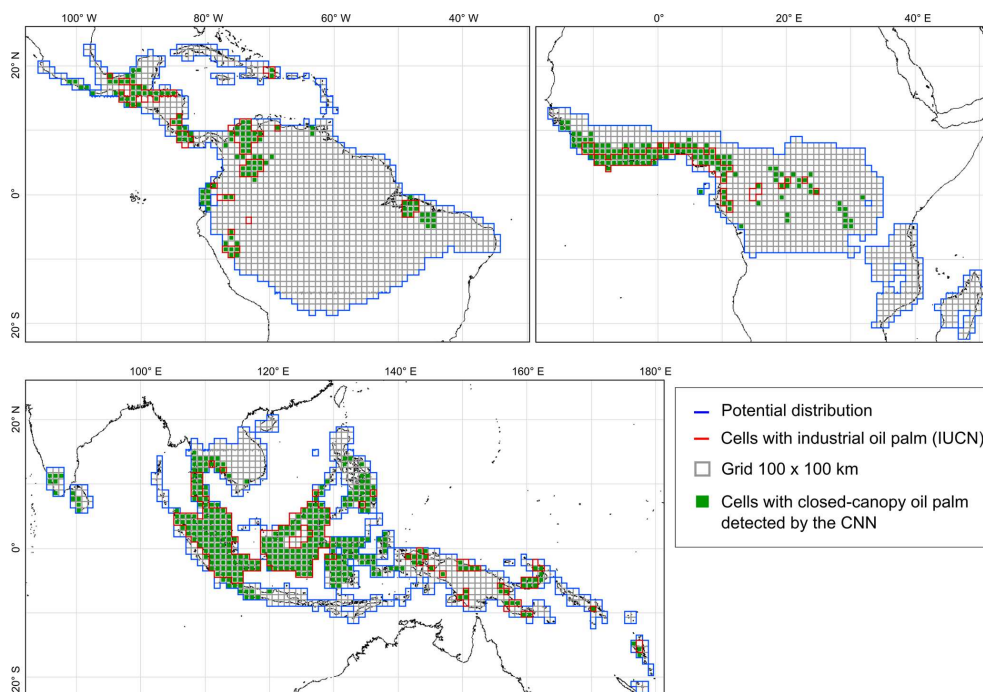 100° W 80° W 60° W 40° W
20° N
0°
20° S
0° 20° E 40° E
100° E 120° E 140° E 160° E 180° E
20° N
0°
20° S
Potential distribution
Cells with industrial oil palm (IUCN)
Grid 100 x 100 km
Cells with closed-canopy oil palm
detected by the CNN